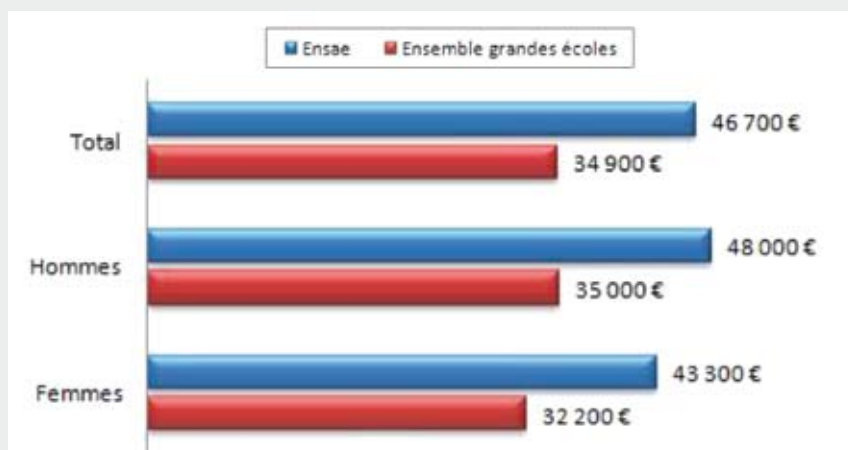 Ensae Ensemble grandes écoles
Total
46 700 €
34 900 €
Hommes
48 000 €
35 000 €
Femmes
43 300 €
32 200 €